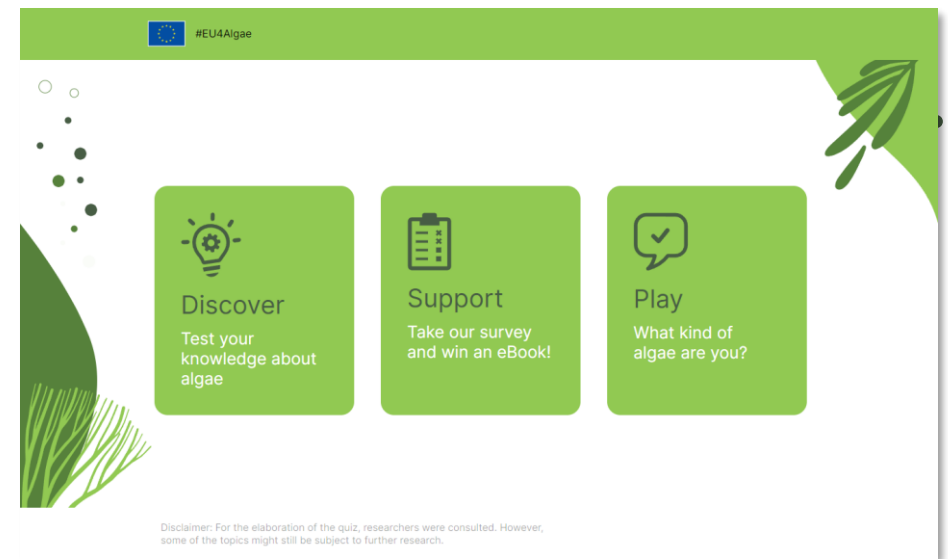 #EU4Algae
Discover
Test your
knowledge about
algae
Support
Take our survey
and win an eBook!
Play
What kind of
algae are you?
Disclaimer: For the elaboration of the quiz, researchers were consulted. However,
some of the topics might still be subject to further research.